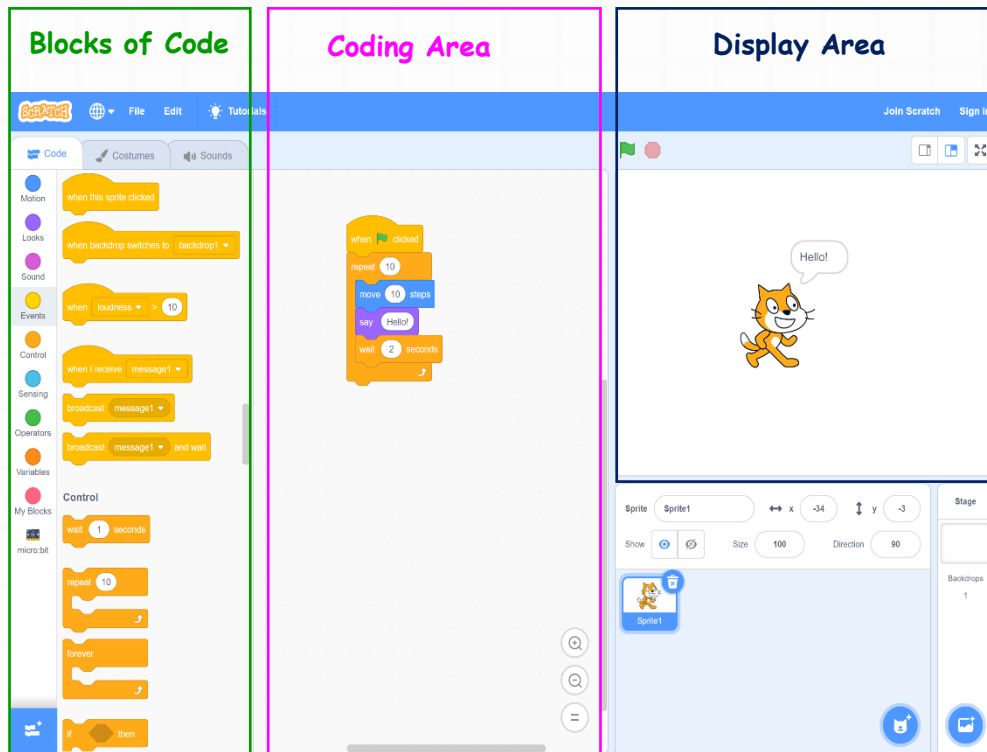 Blocks of Code
Coding Area
Display Area
SCRATCH
File
Edit
Tutorials
Join Scratch
Sign in
Code
Costumes
Sounds
Motion
Looks
Sound
Events
Control
Sensing
Operators
Variables
My Blocks
micro:bit
when this sprite clicked
when backdrop switches to backdrop1
when loudness > 10
when I receive message1
broadcast message1
broadcast message1 and wait
Control
wait 1 seconds
repeat 10
forever
if then
when clicked
repeat 10
move 10 steps
say Hello!
wait 2 seconds
Hello!
Sprite Sprite1 x -34 y -3
Show Size 100 Direction 90
Sprite1
Stage
Backdrops
1